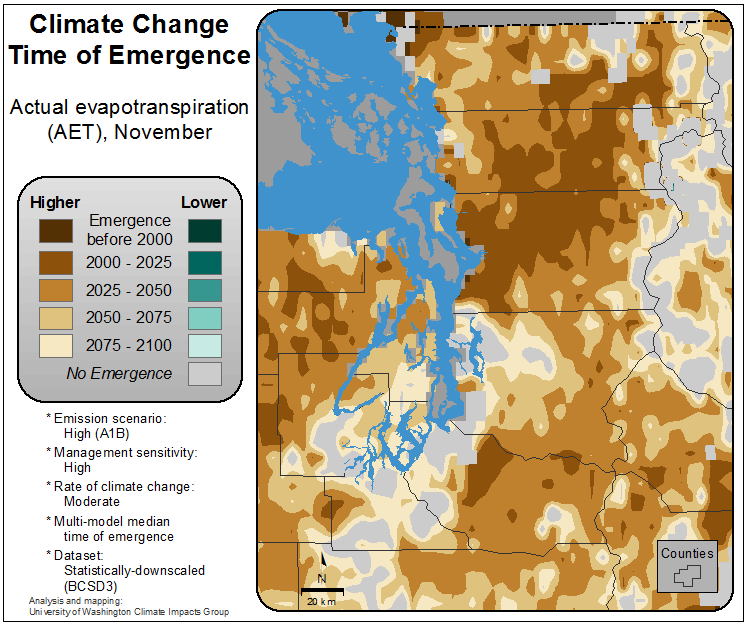 Climate Change
Time of Emergence
Actual evapotranspiration
(AET), November
Higher Lower
Emergence
before 2000
2000 - 2025
2025 - 2050
2050 - 2075
2075 - 2100
No Emergence
* Emission scenario:
High (A1B)
* Management sensitivity:
High
* Rate of climate change:
Moderate
* Multi-model median
time of emergence
* Dataset:
Statistically-downscaled
(BCSD3)
Analysis and mapping:
University of Washington Climate Impacts Group
N
20 km
Counties